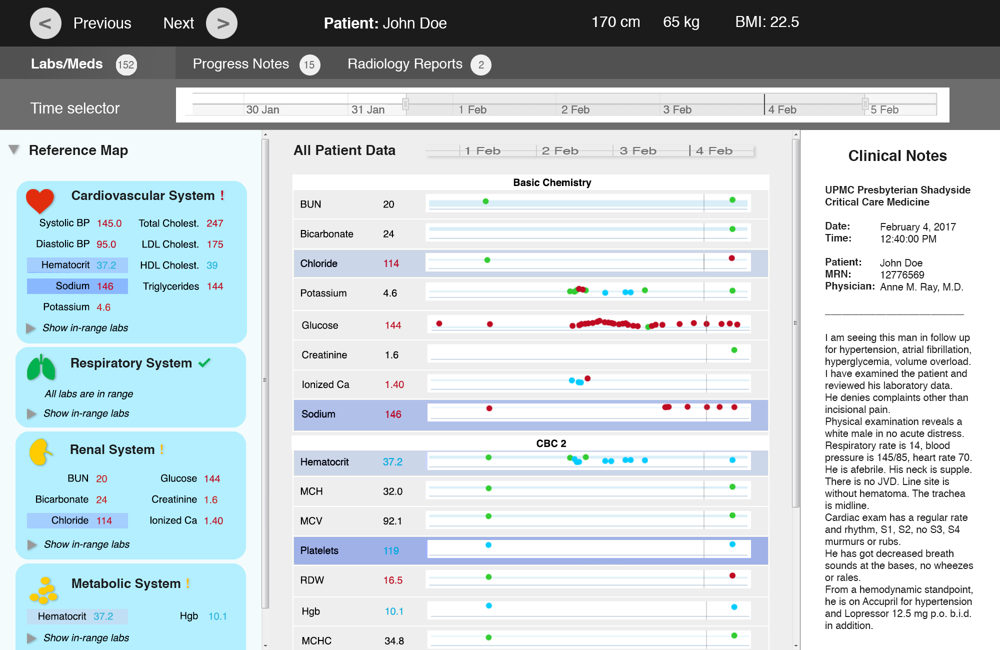 < Previous Next > Patient: John Doe 170 cm 65 kg BMI: 22.5
Labs/Meds 152 Progress Notes 15 Radiology Reports 2
Time selector 30 Jan 31 Jan 1 Feb 2 Feb 3 Feb 4 Feb 5 Feb
Reference Map
Cardiovascular System !
Systolic BP 145.0 Total Cholest. 247
Diastolic BP 95.0 LDL Cholest. 175
Hematocrit 37.2 HDL Cholest. 39
Sodium 146 Triglycerides 144
Potassium 4.6
Show in-range labs
Respiratory System
All labs are in range
Show in-range labs
Renal System !
BUN 20 Glucose 144
Bicarbonate 24 Creatinine 1.6
Chloride 114 Ionized Ca 1.40
Show in-range labs
Metabolic System !
Hematocrit 37.2 Hgb 10.1
Show in-range labs
All Patient Data 1 Feb 2 Feb 3 Feb 4 Feb
Basic Chemistry
BUN 20
Bicarbonate 24
Chloride 114
Potassium 4.6
Glucose 144
Creatinine 1.6
Ionized Ca 1.40
Sodium 146
CBC 2
Hematocrit 37.2
MCH 32.0
MCV 92.1
Platelets 119
RDW 16.5
Hgb 10.1
MCHC 34.8
Clinical Notes
UPMC Presbyterian Shadyside
Critical Care Medicine
Date: February 4, 2017
Time: 12:40:00 PM
Patient: John Doe
MRN: 12776569
Physician: Anne M. Ray, M.D.
I am seeing this man in follow up
for hypertension, atrial fibrillation,
hyperglycemia, volume overload.
I have examined the patient and
reviewed his laboratory data.
He denies complaints other than
incisional pain.
Physical examination reveals a
white male in no acute distress.
Respiratory rate is 14, blood
pressure is 145/85, heart rate 70.
He is afebrile. His neck is supple.
There is no JVD. Line site is
without hematoma. The trachea
is midline.
Cardiac exam has a regular rate
and rhythm, S1, S2, no S3, S4
murmurs or rubs.
He has got decreased breath
sounds at the bases, no wheezes
or rales.
From a hemodynamic standpoint,
he is on Accupril for hypertension
and Lopressor 12.5 mg p.o. b.i.d.
in addition.